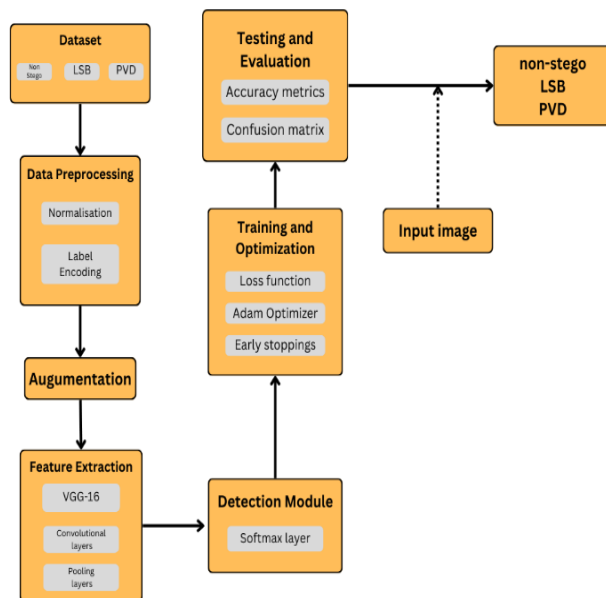 Dataset
Non
Stego
LSB
PVD
Data Preprocessing
Normalisation
Label
Encoding
Augumentation
Feature Extraction
VGG-16
Convolutional
layers
Pooling
layers
Detection Module
Softmax layer
Training and
Optimization
Loss function
Adam Optimizer
Early stoppings
Testing and
Evaluation
Accuracy metrics
Confusion matrix
Input image
non-stego
LSB
PVD